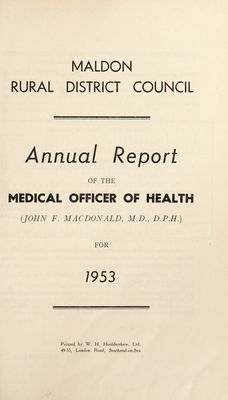 MALDON
RURAL DISTRICT COUNCIL
Annual Report
OF THE
MEDICAL OFFICER OF HEALTH
(JOHN F. MACDONALD, M.D., D.P.H.)
FOR
1953
Printed by W. H. Houldershaw, Ltd.
49-55, London Road, Southend-on-Sea